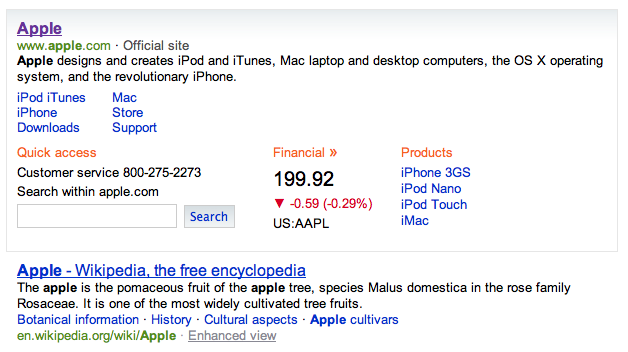 Apple
www.apple.com · Official site
Apple designs and creates iPod and iTunes, Mac laptop and desktop computers, the OS X operating
system, and the revolutionary iPhone.
iPod iTunes Mac
iPhone Store
Downloads Support
Quick access
Customer service 800-275-2273
Search within apple.com
Search
Financial »
199.92
▼ -0.59 (-0.29%)
US:AAPL
Products
iPhone 3GS
iPod Nano
iPod Touch
iMac
Apple - Wikipedia, the free encyclopedia
The apple is the pomaceous fruit of the apple tree, species Malus domestica in the rose family
Rosaceae. It is one of the most widely cultivated tree fruits.
Botanical information · History · Cultural aspects · Apple cultivars
en.wikipedia.org/wiki/Apple · Enhanced view